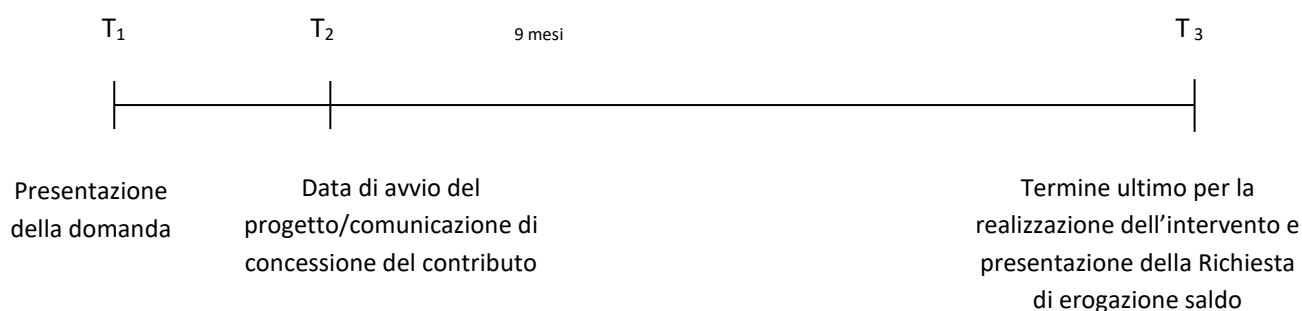 T1 T2 9 mesi T 3
Presentazione
della domanda
Data di avvio del
progetto/comunicazione di
concessione del contributo
Termine ultimo per la
realizzazione dell’intervento e
presentazione della Richiesta
di erogazione saldo